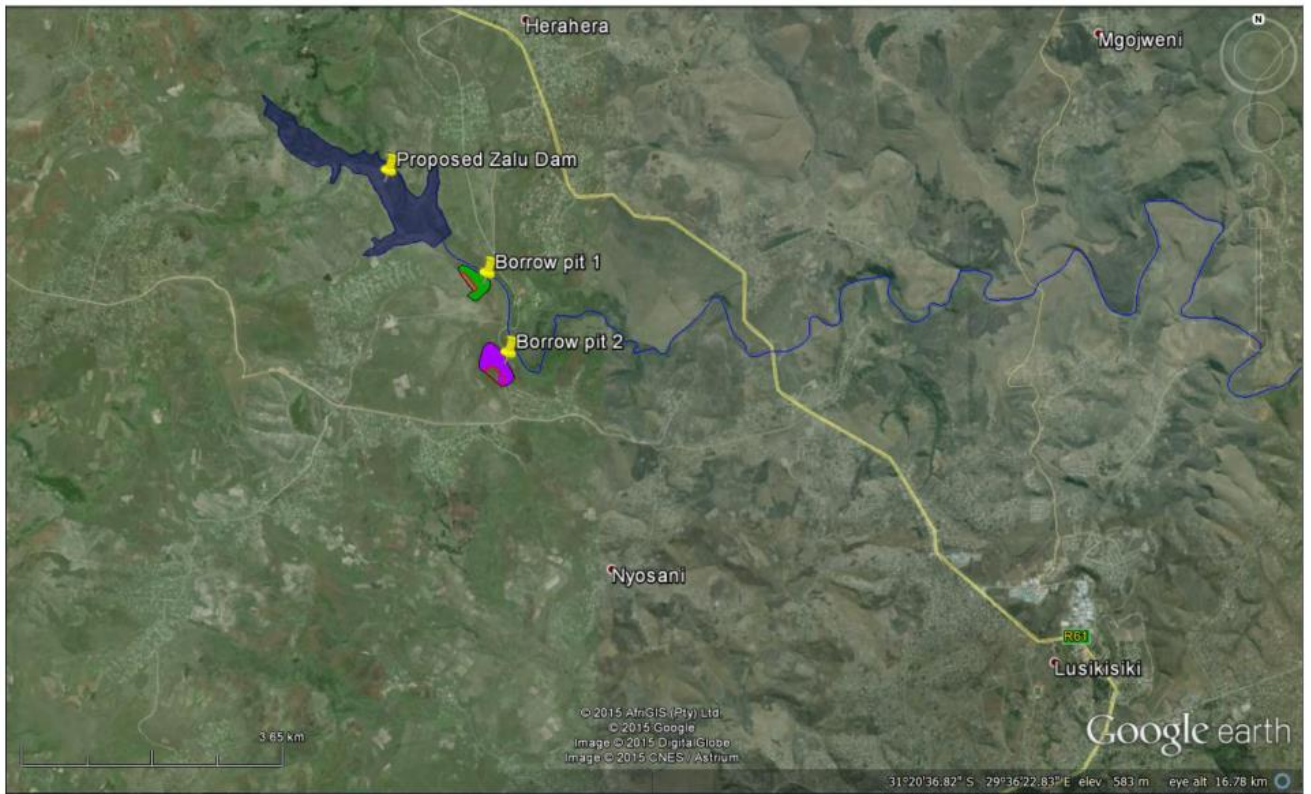 N
Herahera
Mgojweni
Proposed Zalu Dam
Borrow pit 1
Borrow pit 2
Nyosani
R61
Lusikisiki
3.65 km
© 2015 AfriGIS (Pty) Ltd.
© 2015 Google
Image © 2015 DigitalGlobe
Image © 2015 CNES / Astrium
Google earth
31°20'36.82" S 29°36'22.83" E elev 583 m eye alt 16.78 km